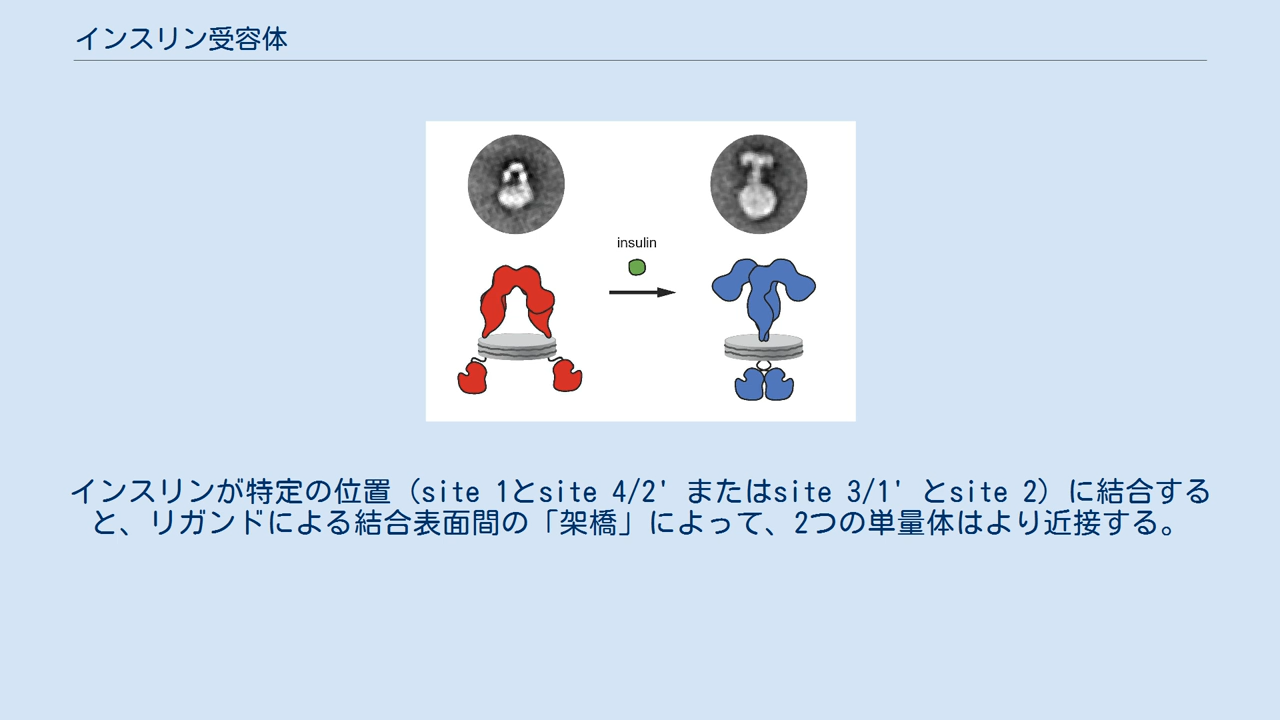 インスリン受容体
insulin
インスリンが特定の位置（site 1とsite 4/2' またはsite 3/1' とsite 2）に結合する
と、リガンドによる結合表面間の「架橋」によって、2つの単量体はより近接する。